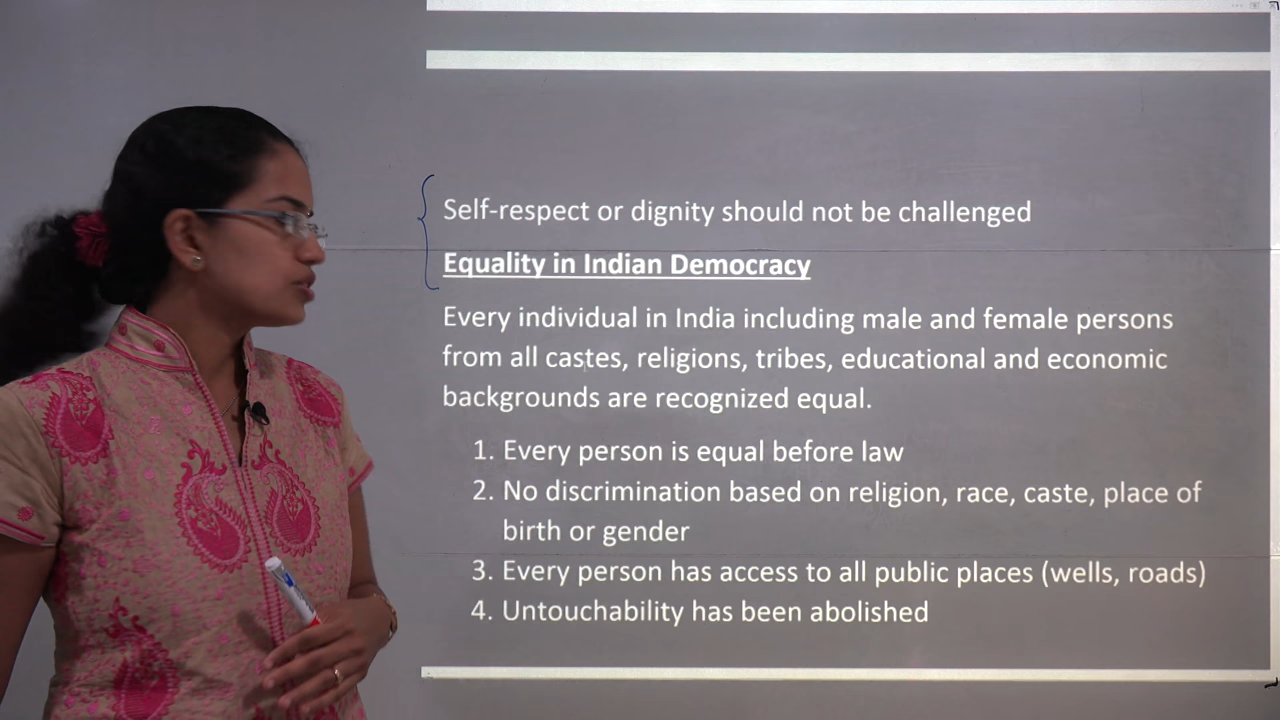 Self-respect or dignity should not be challenged
Equality in Indian Democracy
Every individual in India including male and female persons
from all castes, religions, tribes, educational and economic
backgrounds are recognized equal.
1. Every person is equal before law
2. No discrimination based on religion, race, caste, place of
birth or gender
3. Every person has access to all public places (wells, roads)
4. Untouchability has been abolished